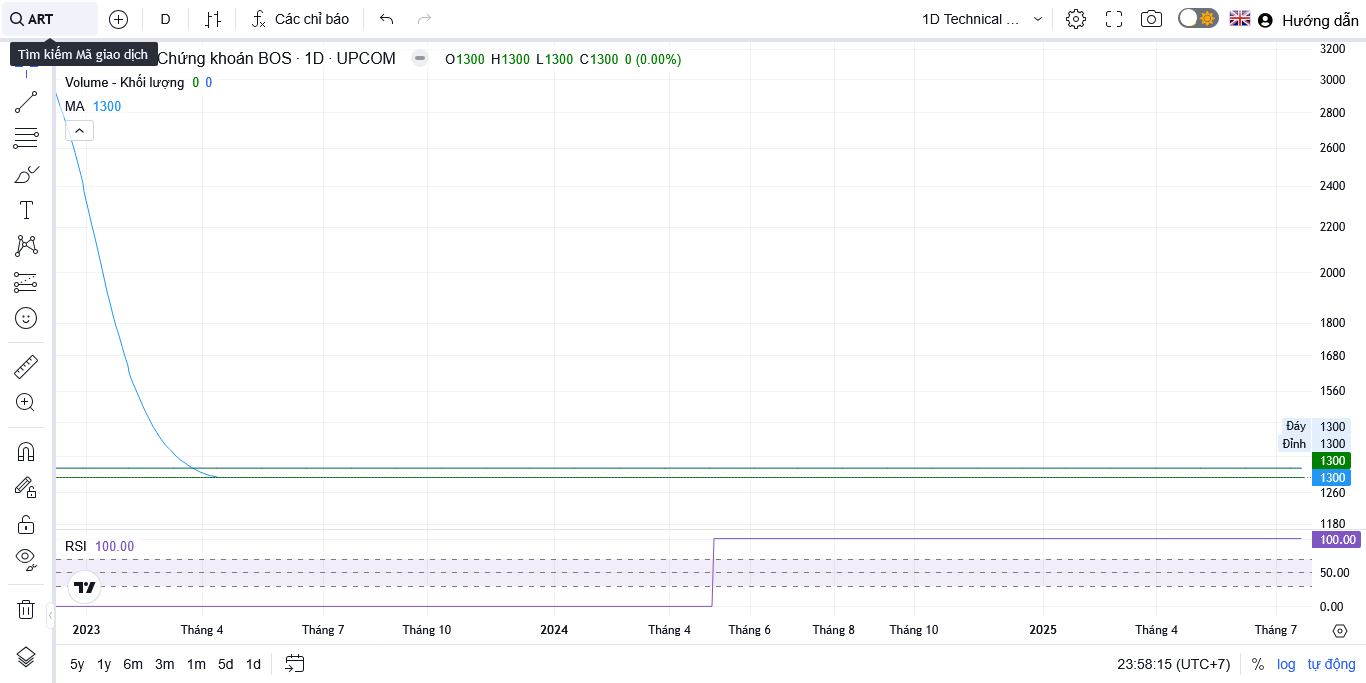 ART
D
Các chỉ báo
1D Technical ...
Hướng dẫn
Tìm kiếm Mã giao dịch
Chứng khoán BOS · 1D · UPCOM
O1300 H1300 L1300 C1300 0 (0.00%)
Volume - Khối lượng 0 0
MA 1300
3200
3000
2800
2600
2400
2200
2000
1800
1680
1560
Đáy 1300
Đỉnh 1300
1300
1300
1260
1180
RSI 100.00
100.00
50.00
0.00
2023 Tháng 4 Tháng 7 Tháng 10 2024 Tháng 4 Tháng 6 Tháng 8 Tháng 10 2025 Tháng 4 Tháng 7
5y 1y 6m 3m 1m 5d 1d
23:58:15 (UTC+7) % log tự động